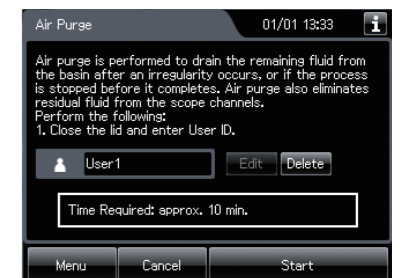 Air Purge 01/01 13:33 i
Air purge is performed to drain the remaining fluid from
the basin after an irregularity occurs, or if the process
is stopped before it completes. Air purge also eliminates
residual fluid from the scope channels.
Perform the following:
1. Close the lid and enter User ID.
User1 Edit Delete
Time Required: approx. 10 min.
Menu Cancel Start